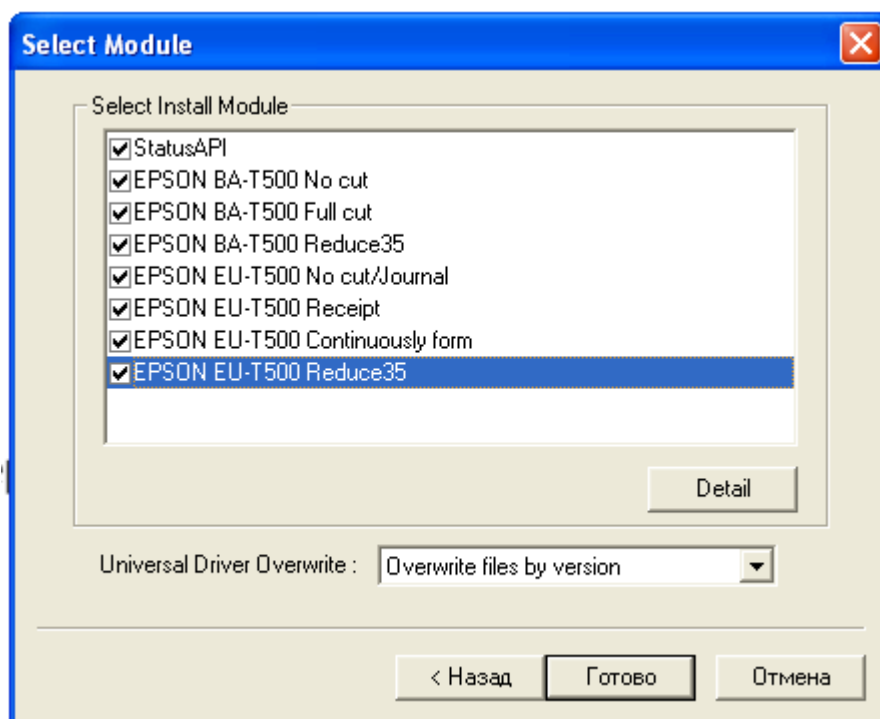 Select Module
Select Install Module
StatusAPI
EPSON BA-T500 No cut
EPSON BA-T500 Full cut
EPSON BA-T500 Reduce35
EPSON EU-T500 No cut/Journal
EPSON EU-T500 Receipt
EPSON EU-T500 Continuously form
EPSON EU-T500 Reduce35
Detail
Universal Driver Overwrite : Overwrite files by version
< Назад Готово Отмена